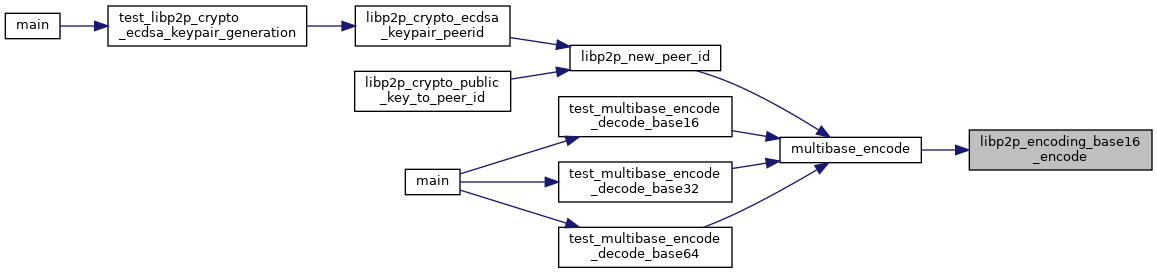 main
test_libp2p_crypto
_ecdsa_keypair_generation
libp2p_crypto_ecdsa
_keypair_peerid
libp2p_new_peer_id
libp2p_crypto_public
_key_to_peer_id
test_multibase_encode
_decode_base16
multibase_encode
libp2p_encoding_base16
_encode
main
test_multibase_encode
_decode_base32
test_multibase_encode
_decode_base64